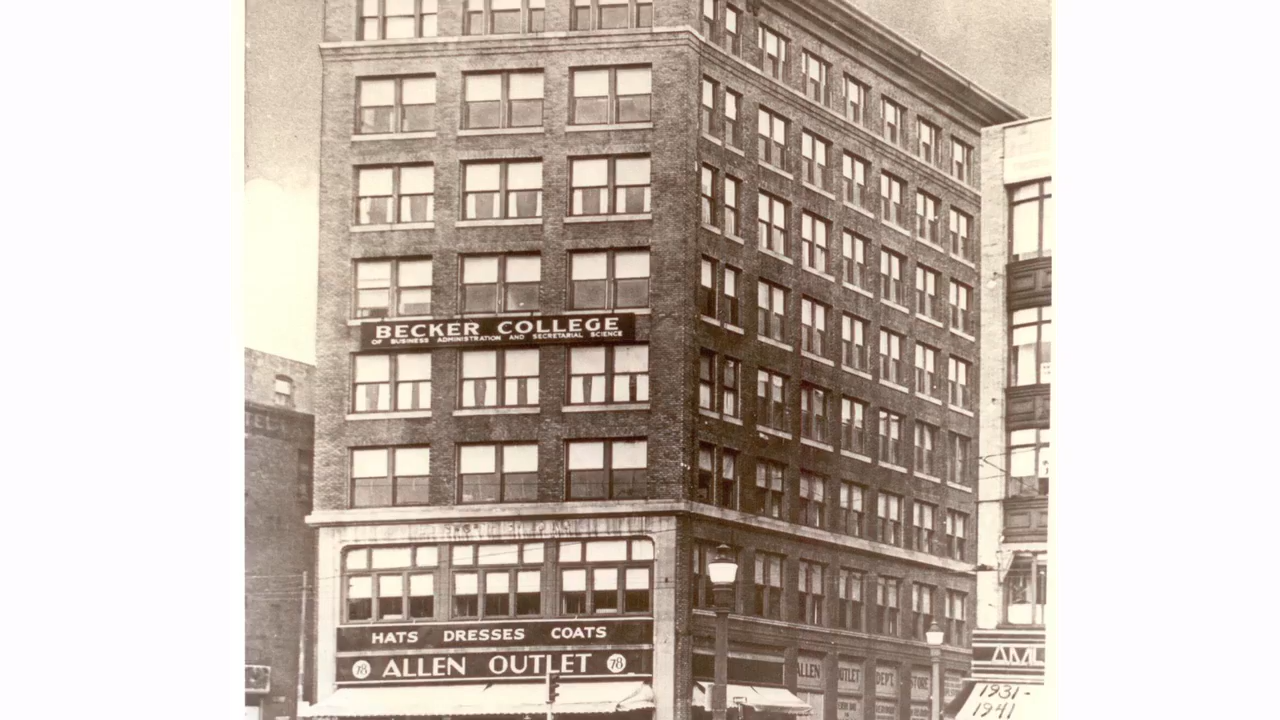 BECKER COLLEGE
OF BUSINESS ADMINISTRATION AND SECRETARIAL SCIENCE
HATS DRESSES COATS
78 ALLEN OUTLET 78
ALLEN OUTLET DEPT. STORE
1931-
1941